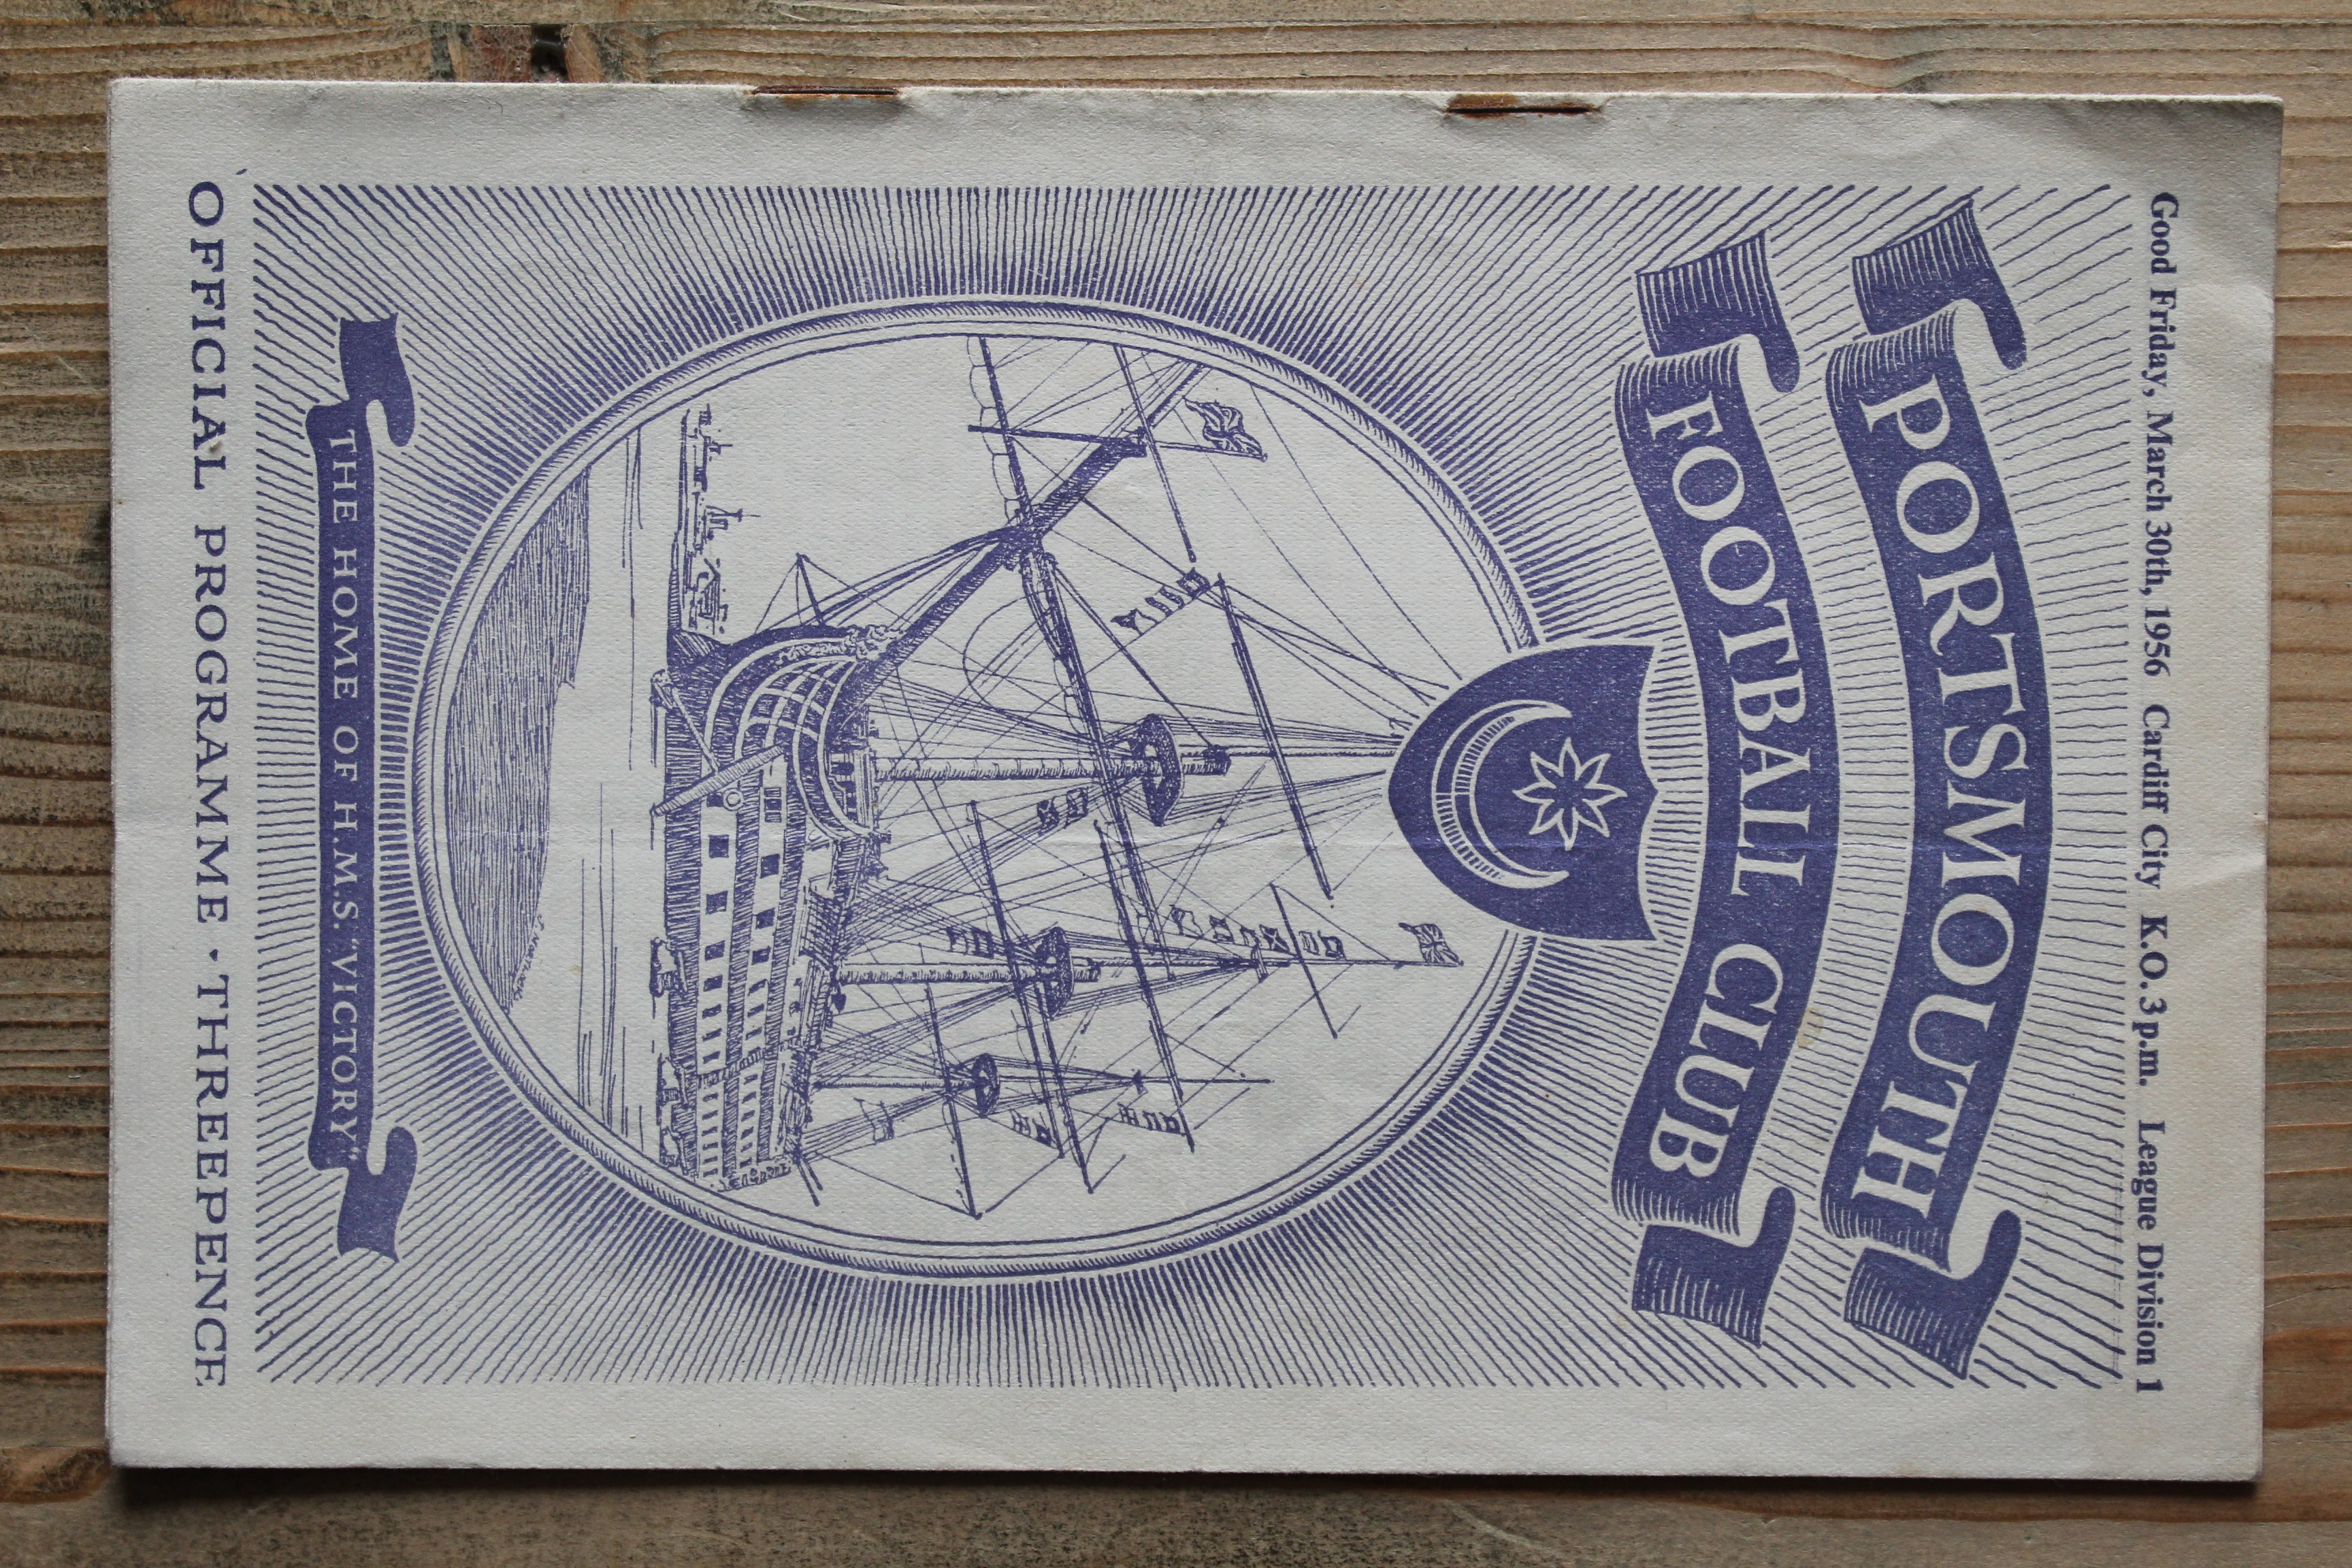 Good Friday, March 30th, 1956 Cardiff City K.O. 3 p.m. League Division 1
PORTSMOUTH
FOOTBALL CLUB
THE HOME OF H.M.S. "VICTORY"
OFFICIAL PROGRAMME · THREEPENCE